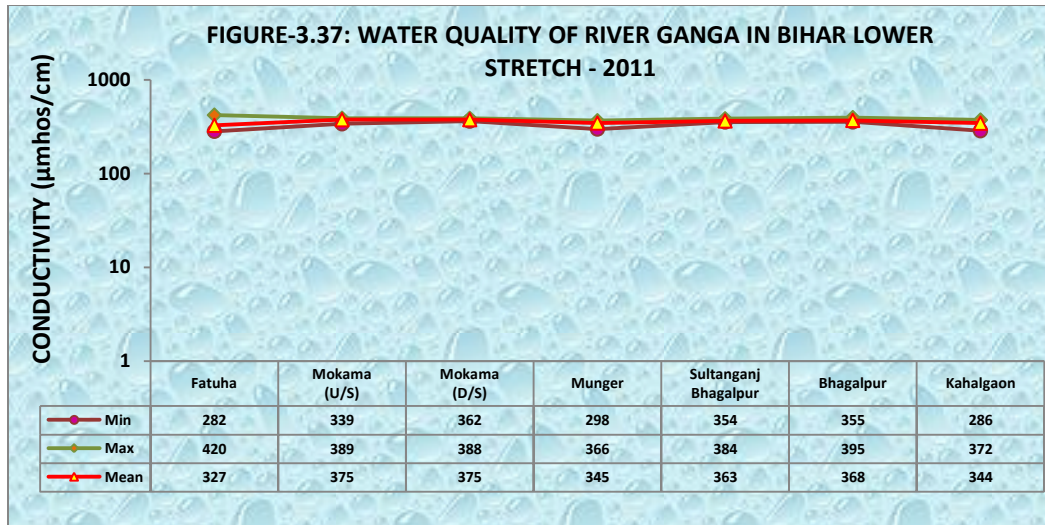 FIGURE-3.37: WATER QUALITY OF RIVER GANGA IN BIHAR LOWER
STRETCH - 2011
CONDUCTIVITY (µmhos/cm)
1000
100
10
1
Fatuha Mokama (U/S) Mokama (D/S) Munger Sultanganj Bhagalpur Bhagalpur Kahalgaon
Min 282 339 362 298 354 355 286
Max 420 389 388 366 384 395 372
Mean 327 375 375 345 363 368 344